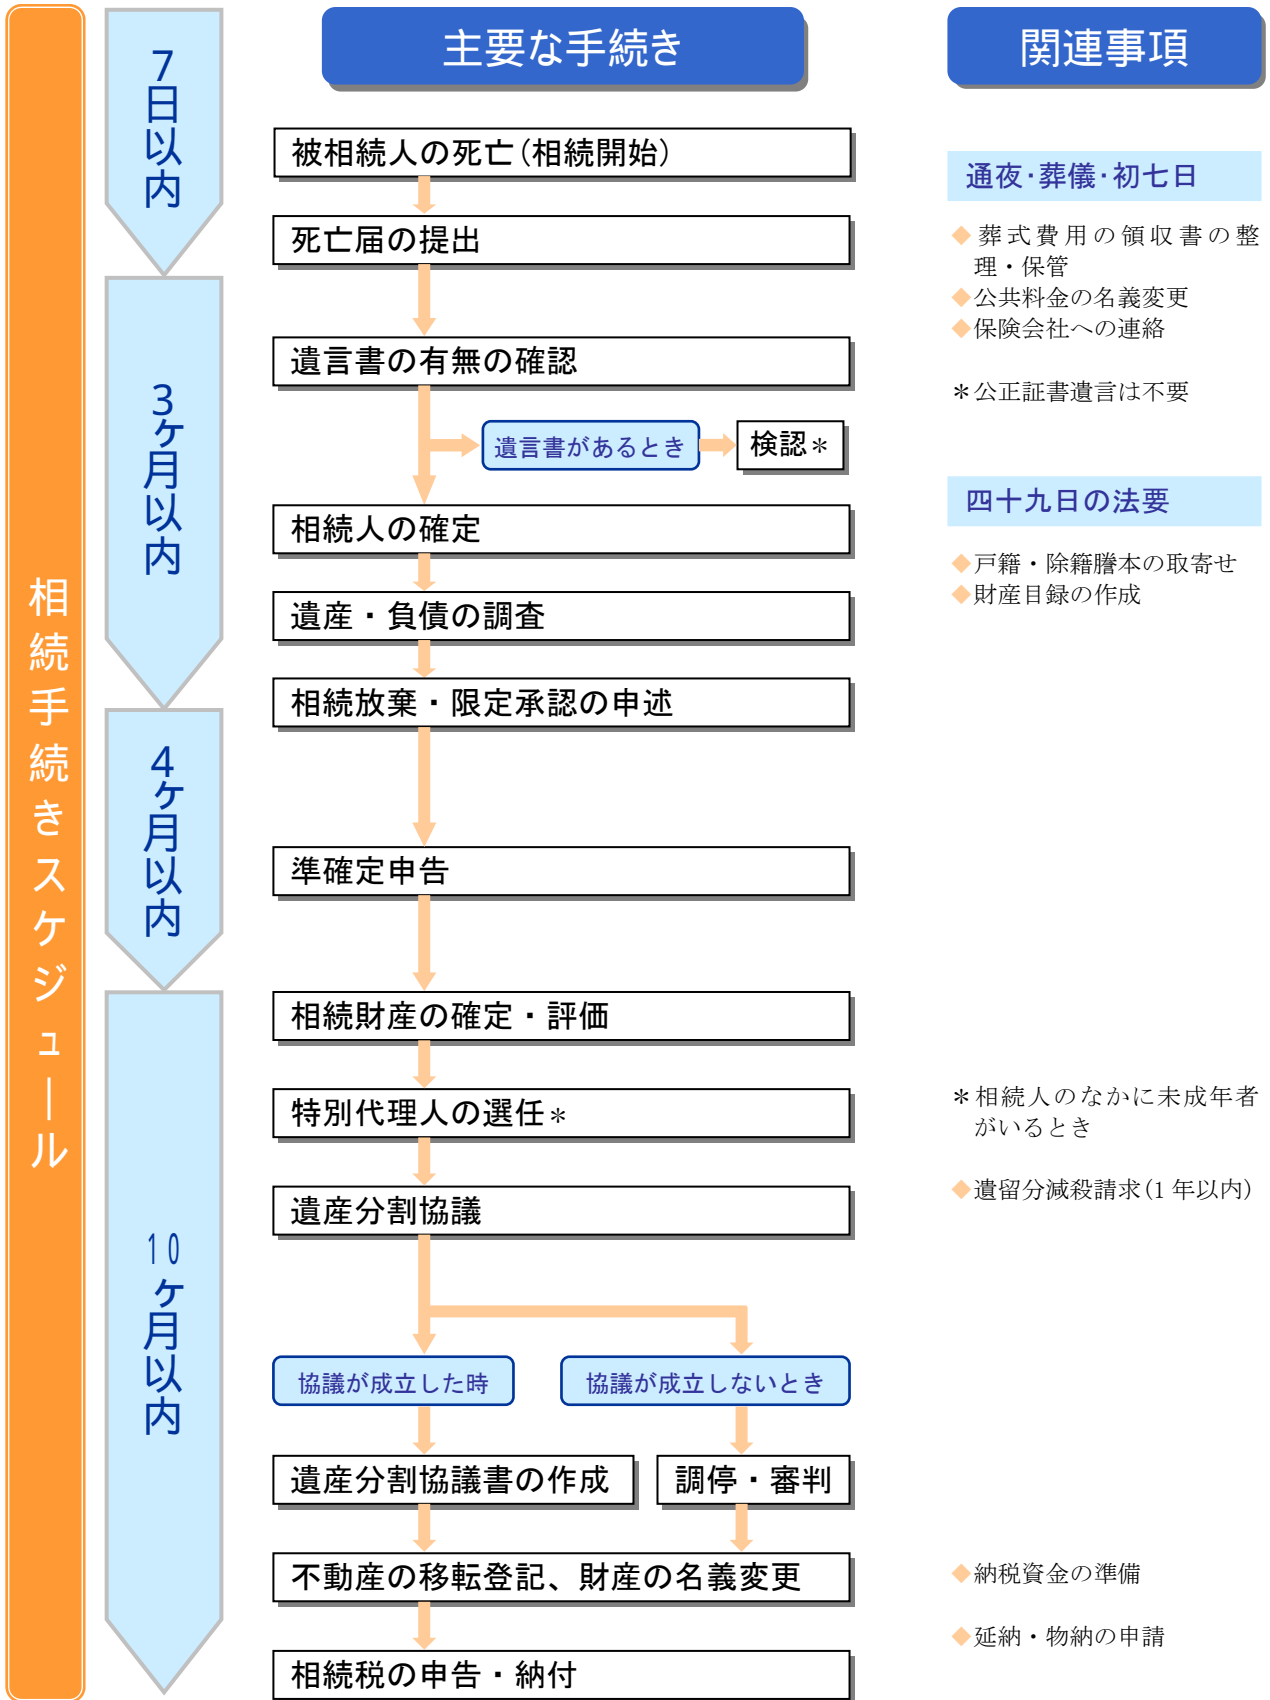 相続手続きスケジュール
主要な手続き
関連事項
7日以内
被相続人の死亡(相続開始)
死亡届の提出
通夜・葬儀・初七日
◆葬式費用の領収書の整
理・保管
◆公共料金の名義変更
◆保険会社への連絡
3ヶ月以内
遺言書の有無の確認
遺言書があるとき
検認＊
＊公正証書遺言は不要
相続人の確定
遺産・負債の調査
相続放棄・限定承認の申述
四十九日の法要
◆戸籍・除籍謄本の取寄せ
◆財産目録の作成
4ヶ月以内
準確定申告
10ヶ月以内
相続財産の確定・評価
特別代理人の選任＊
＊相続人のなかに未成年者
がいるとき
遺産分割協議
◆遺留分減殺請求(1年以内)
協議が成立した時
協議が成立しないとき
遺産分割協議書の作成
調停・審判
不動産の移転登記、財産の名義変更
◆納税資金の準備
◆延納・物納の申請
相続税の申告・納付